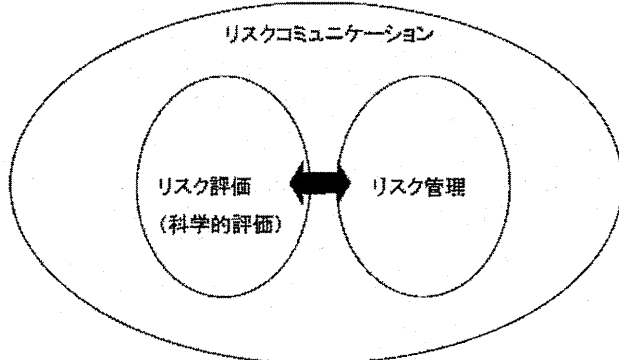 リスクコミュニケーション
リスク評価
（科学的評価）
リスク管理